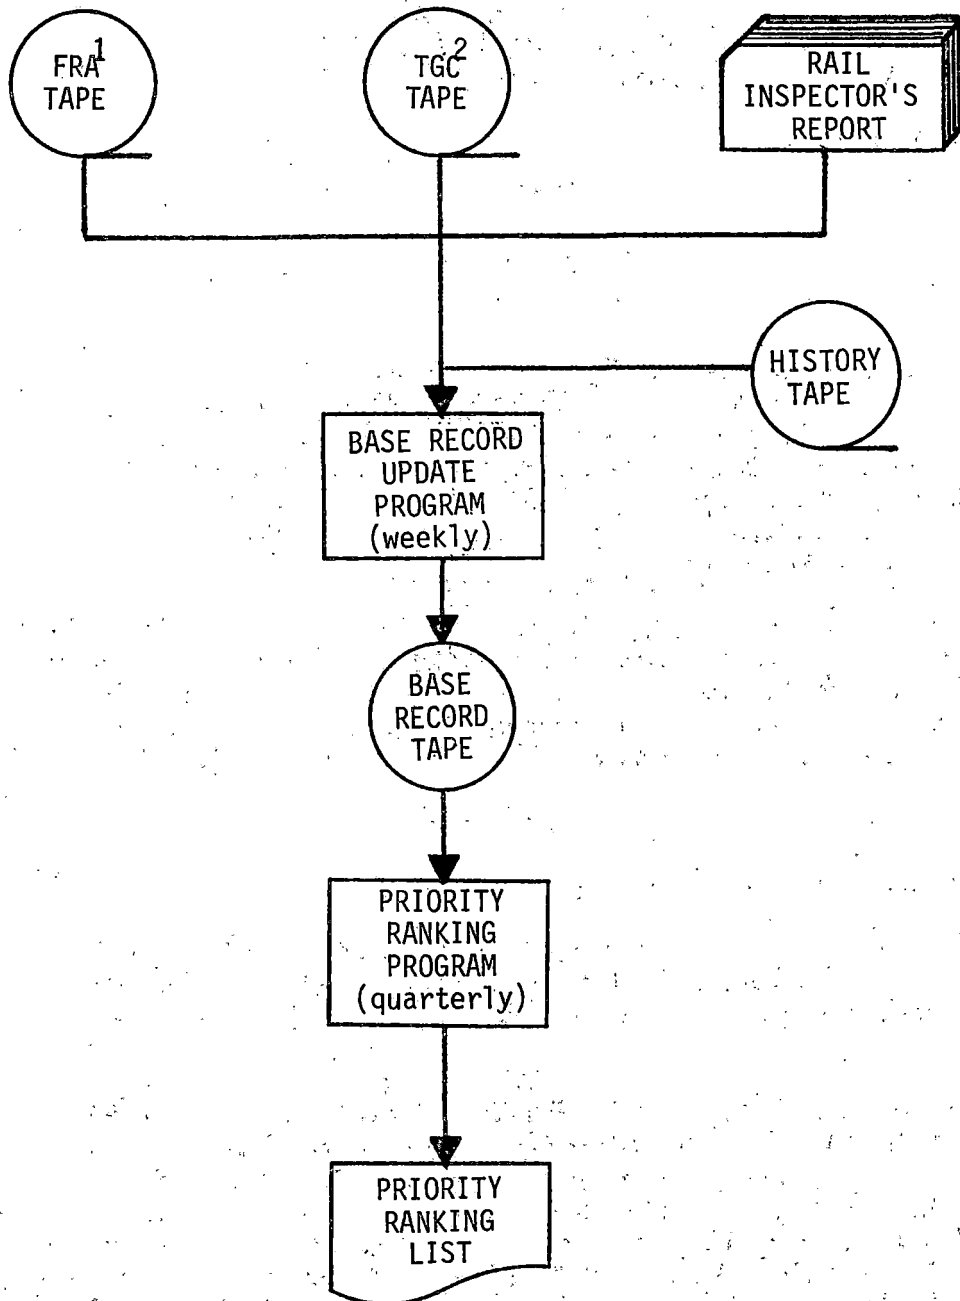 FRA1
TAPE
TGC2
TAPE
RAIL
INSPECTOR'S
REPORT
HISTORY
TAPE
BASE RECORD
UPDATE
PROGRAM
(weekly)
BASE
RECORD
TAPE
PRIORITY
RANKING
PROGRAM
(quarterly)
PRIORITY
RANKING
LIST